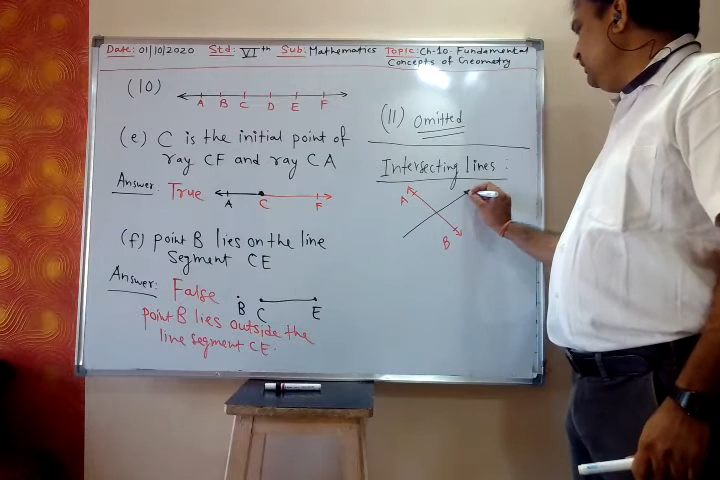 Date: 01/10/2020 Std: VIth Sub: Mathematics Topic: Ch-10- Fundamental
Concepts of Geometry
(10)
A B C D E F
(e) C is the initial point of
ray CF and ray CA
Answer: True
A C F
(f) point B lies on the line
segment CE
Answer: False
B C E
point B lies outside the
line segment CE.
(11) omitted
Intersecting lines:
A
B